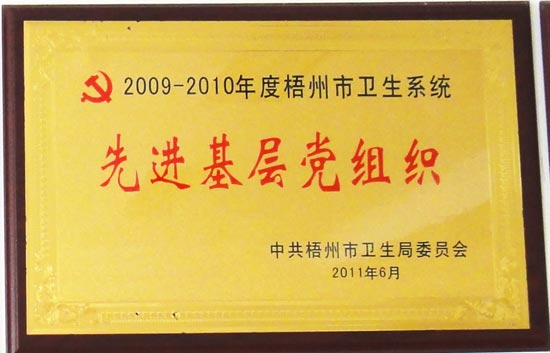 2009-2010年度梧州市卫生系统
先进基层党组织
中共梧州市卫生局委员会
2011年6月